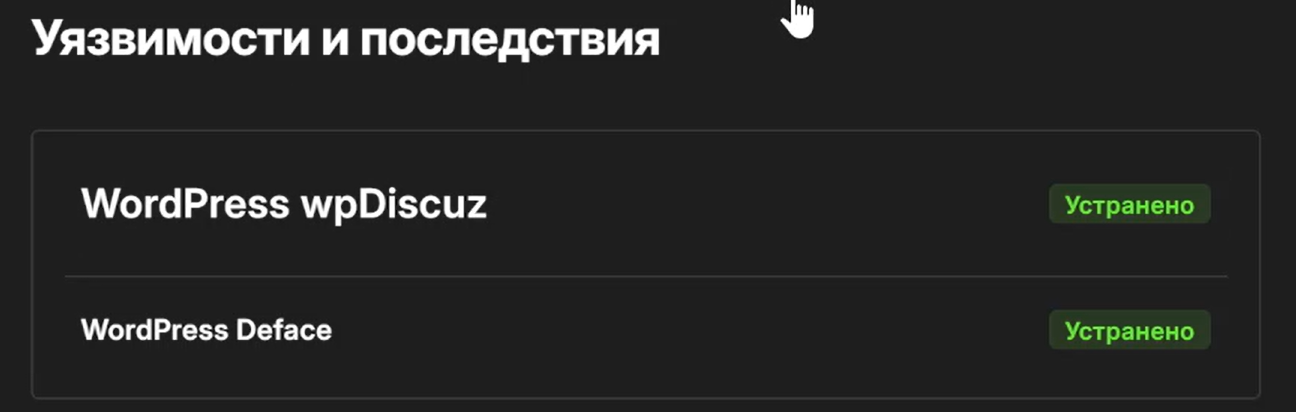 Уязвимости и последствия
WordPress wpDiscuz
Устранено
WordPress Deface
Устранено